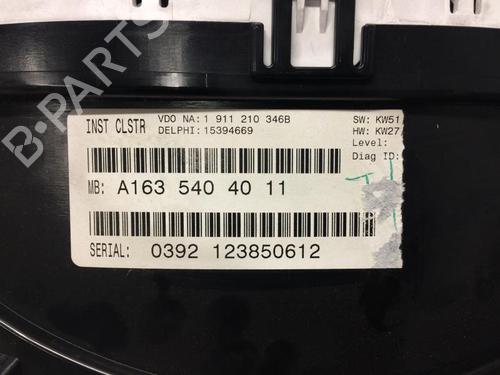 INST CLSTR
VDO NA: 1 911 210 346B
DELPHI: 15394669
SW: KW51
HW: KW27
Level:
Diag ID:
MB: A163 540 40 11
SERIAL: 0392 123850612
B-PARTS